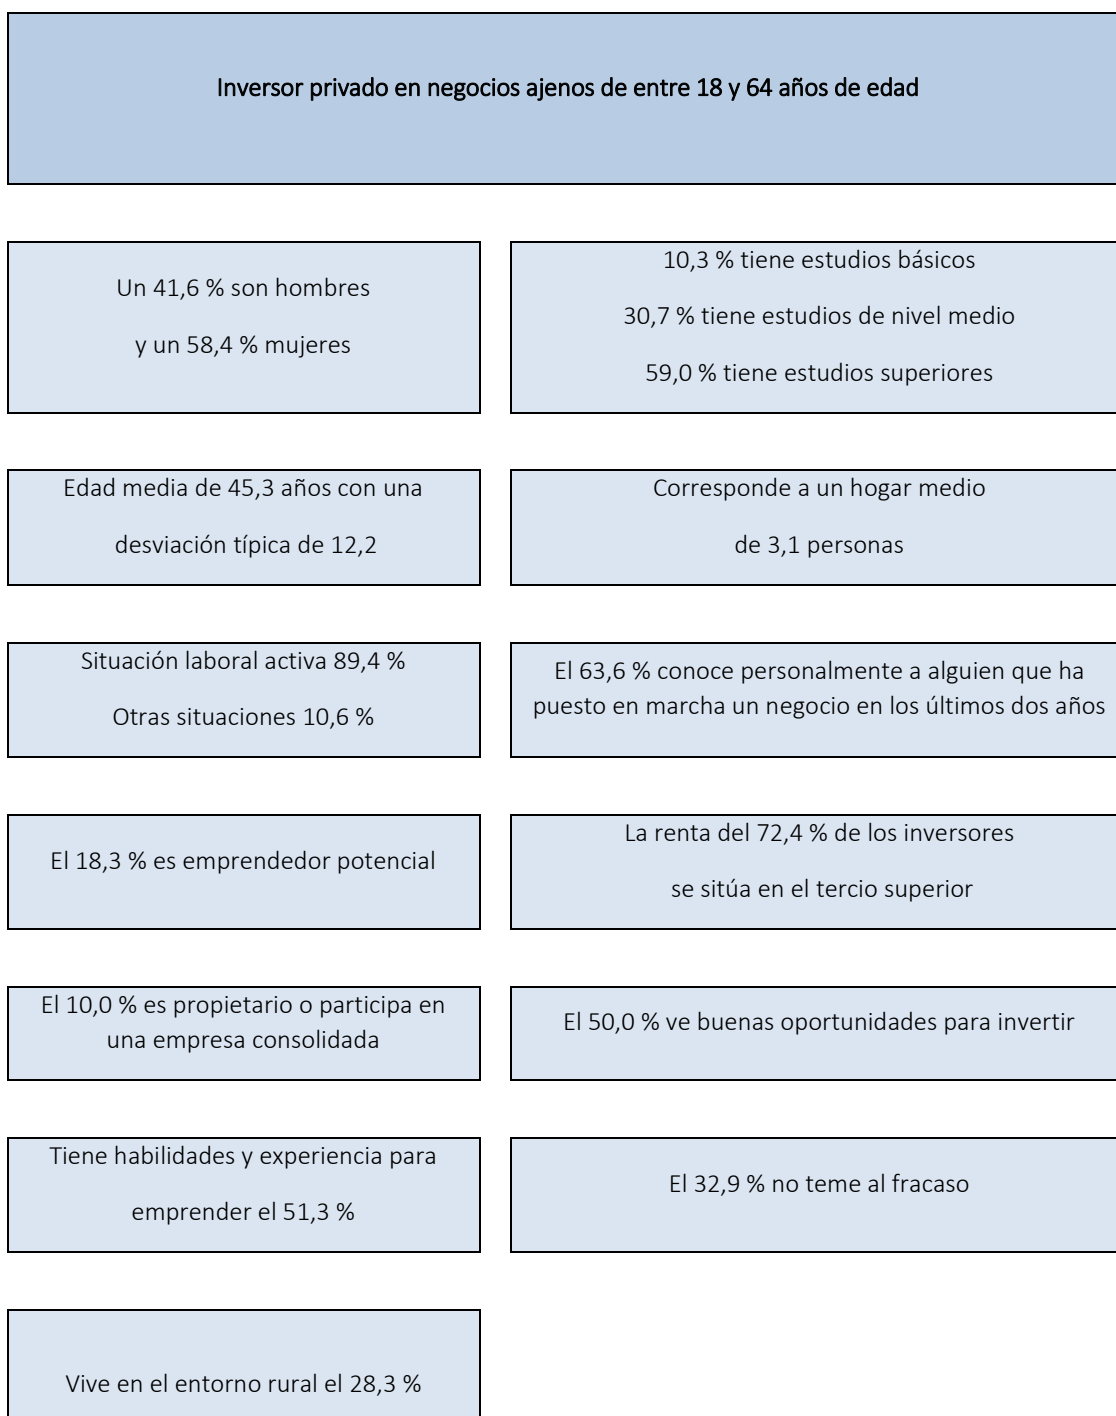 Inversor privado en negocios ajenos de entre 18 y 64 años de edad
Un 41,6 % son hombres
y un 58,4 % mujeres
10,3 % tiene estudios básicos
30,7 % tiene estudios de nivel medio
59,0 % tiene estudios superiores
Edad media de 45,3 años con una
desviación típica de 12,2
Corresponde a un hogar medio
de 3,1 personas
Situación laboral activa 89,4 %
Otras situaciones 10,6 %
El 63,6 % conoce personalmente a alguien que ha
puesto en marcha un negocio en los últimos dos años
El 18,3 % es emprendedor potencial
La renta del 72,4 % de los inversores
se sitúa en el tercio superior
El 10,0 % es propietario o participa en
una empresa consolidada
El 50,0 % ve buenas oportunidades para invertir
Tiene habilidades y experiencia para
emprender el 51,3 %
El 32,9 % no teme al fracaso
Vive en el entorno rural el 28,3 %